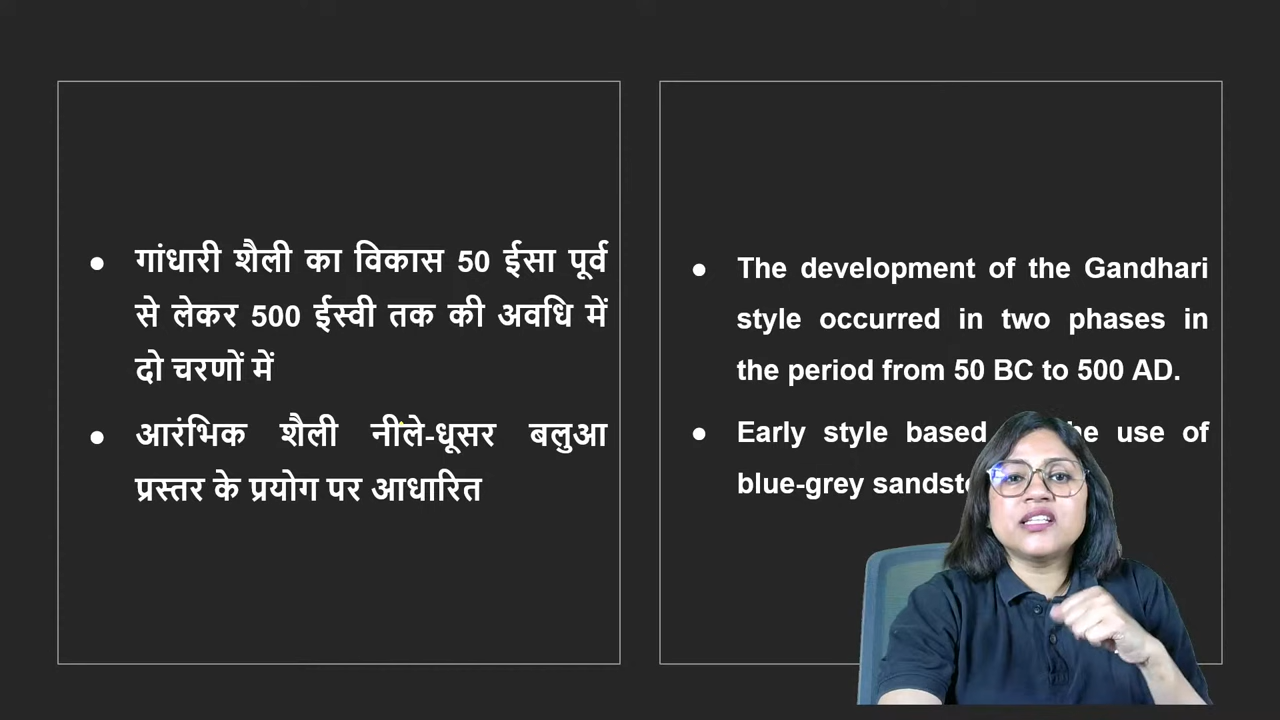 ● गांधारी शैली का विकास 50 ईसा पूर्व
से लेकर 500 ईस्वी तक की अवधि में
दो चरणों में
● आरंभिक शैली नीले-धूसर बलुआ
प्रस्तर के प्रयोग पर आधारित
● The development of the Gandhari
style occurred in two phases in
the period from 50 BC to 500 AD.
● Early style based use of
blue-grey